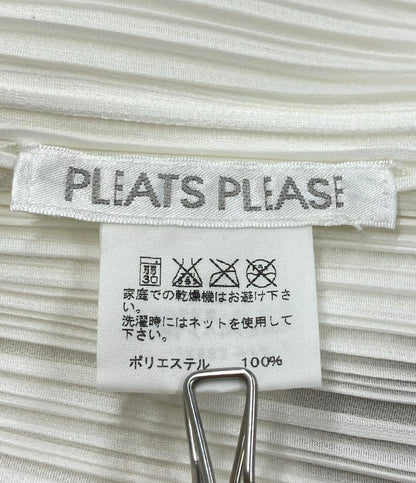 PLEATS PLEASE
30
家庭での乾燥機はお避け下さ
い。
洗濯時にはネットを使用して
下さい。
ポリエステル 100%